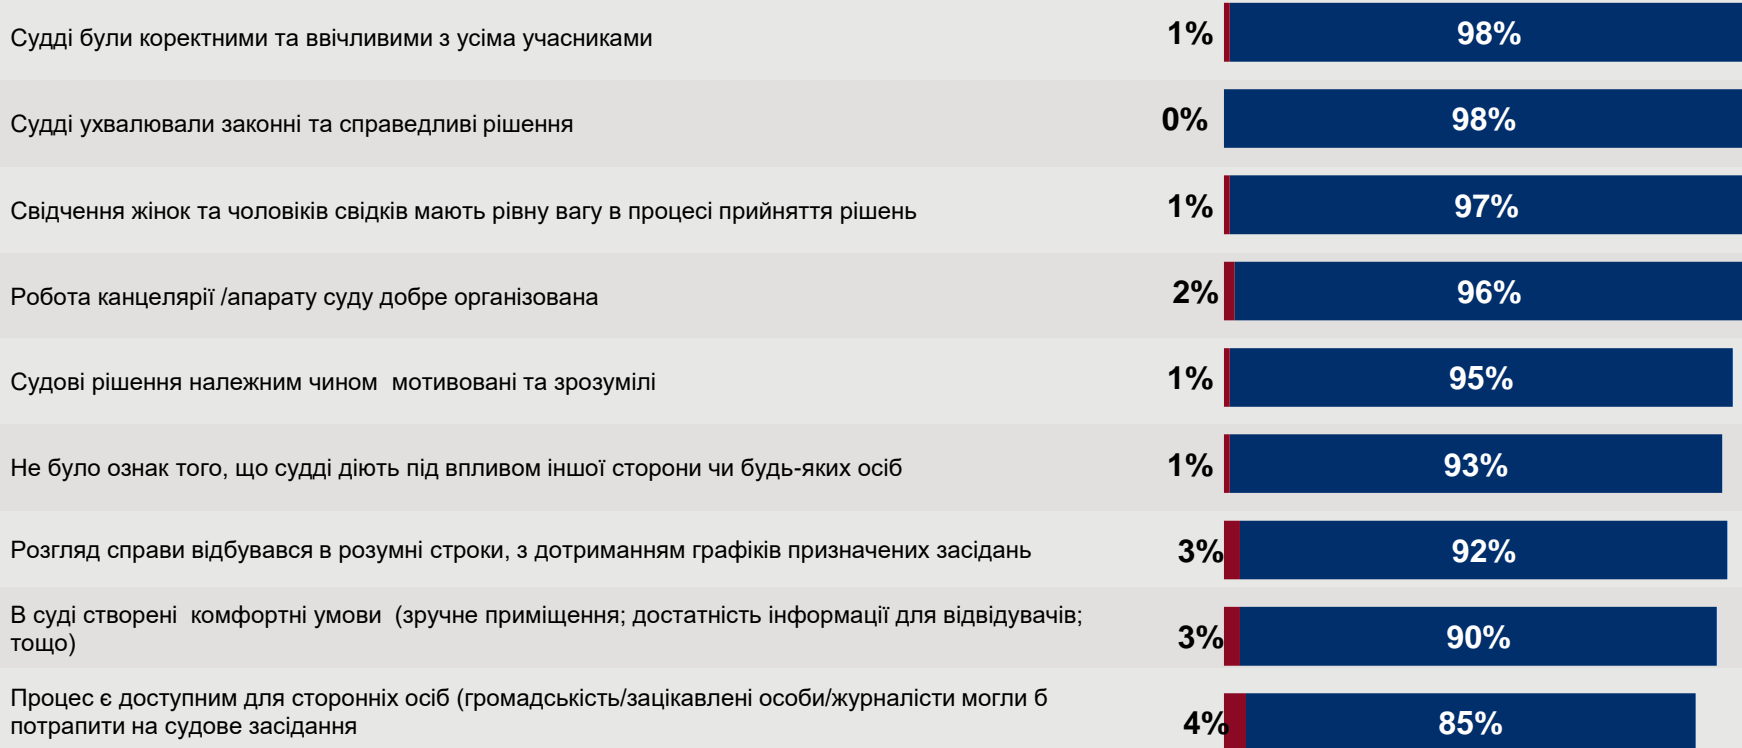 Судді були коректними та ввічливими з усіма учасниками 1% 98%
Судді ухвалювали законні та справедливі рішення 0% 98%
Свідчення жінок та чоловіків свідків мають рівну вагу в процесі прийняття рішень 1% 97%
Робота канцелярії /апарату суду добре організована 2% 96%
Судові рішення належним чином  мотивовані та зрозумілі 1% 95%
Не було ознак того, що судді діють під впливом іншої сторони чи будь-яких осіб 1% 93%
Розгляд справи відбувався в розумні строки, з дотриманням графіків призначених засідань 3% 92%
В суді створені  комфортні умови  (зручне приміщення; достатність інформації для відвідувачів;
тощо) 3% 90%
Процес є доступним для сторонніх осіб (громадськість/зацікавлені особи/журналісти могли б
потрапити на судове засідання 4% 85%